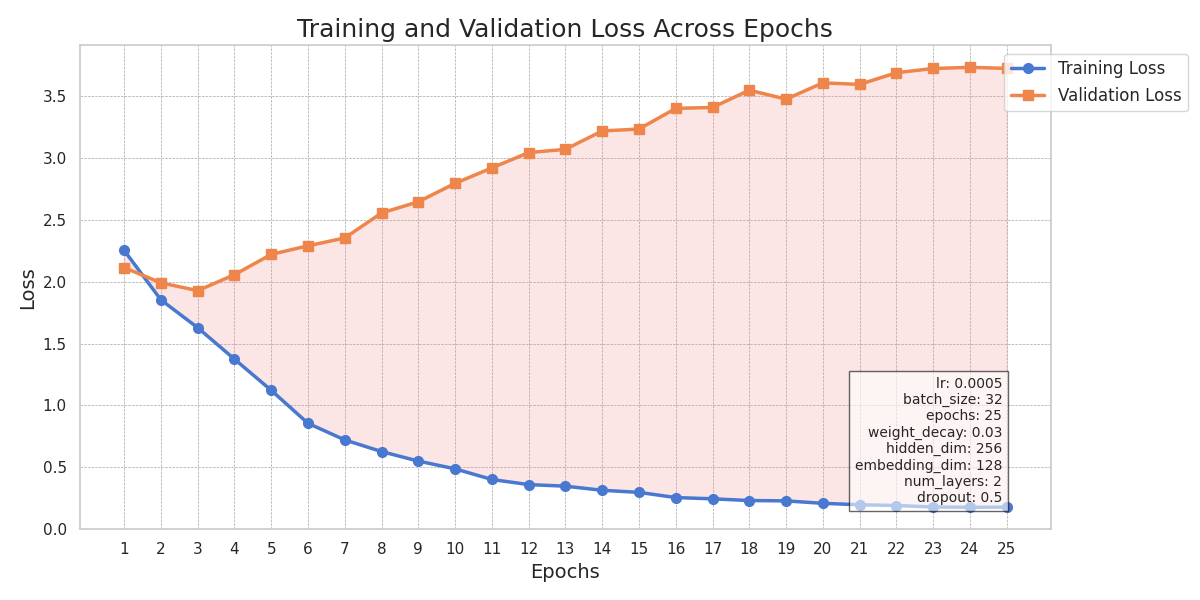 Training and Validation Loss Across Epochs
Training Loss
Validation Loss
Loss
3.5
3.0
2.5
2.0
1.5
1.0
0.5
0.0
lr: 0.0005
batch_size: 32
epochs: 25
weight_decay: 0.03
hidden_dim: 256
embedding_dim: 128
num_layers: 2
dropout: 0.5
1 2 3 4 5 6 7 8 9 10 11 12 13 14 15 16 17 18 19 20 21 22 23 24 25
Epochs